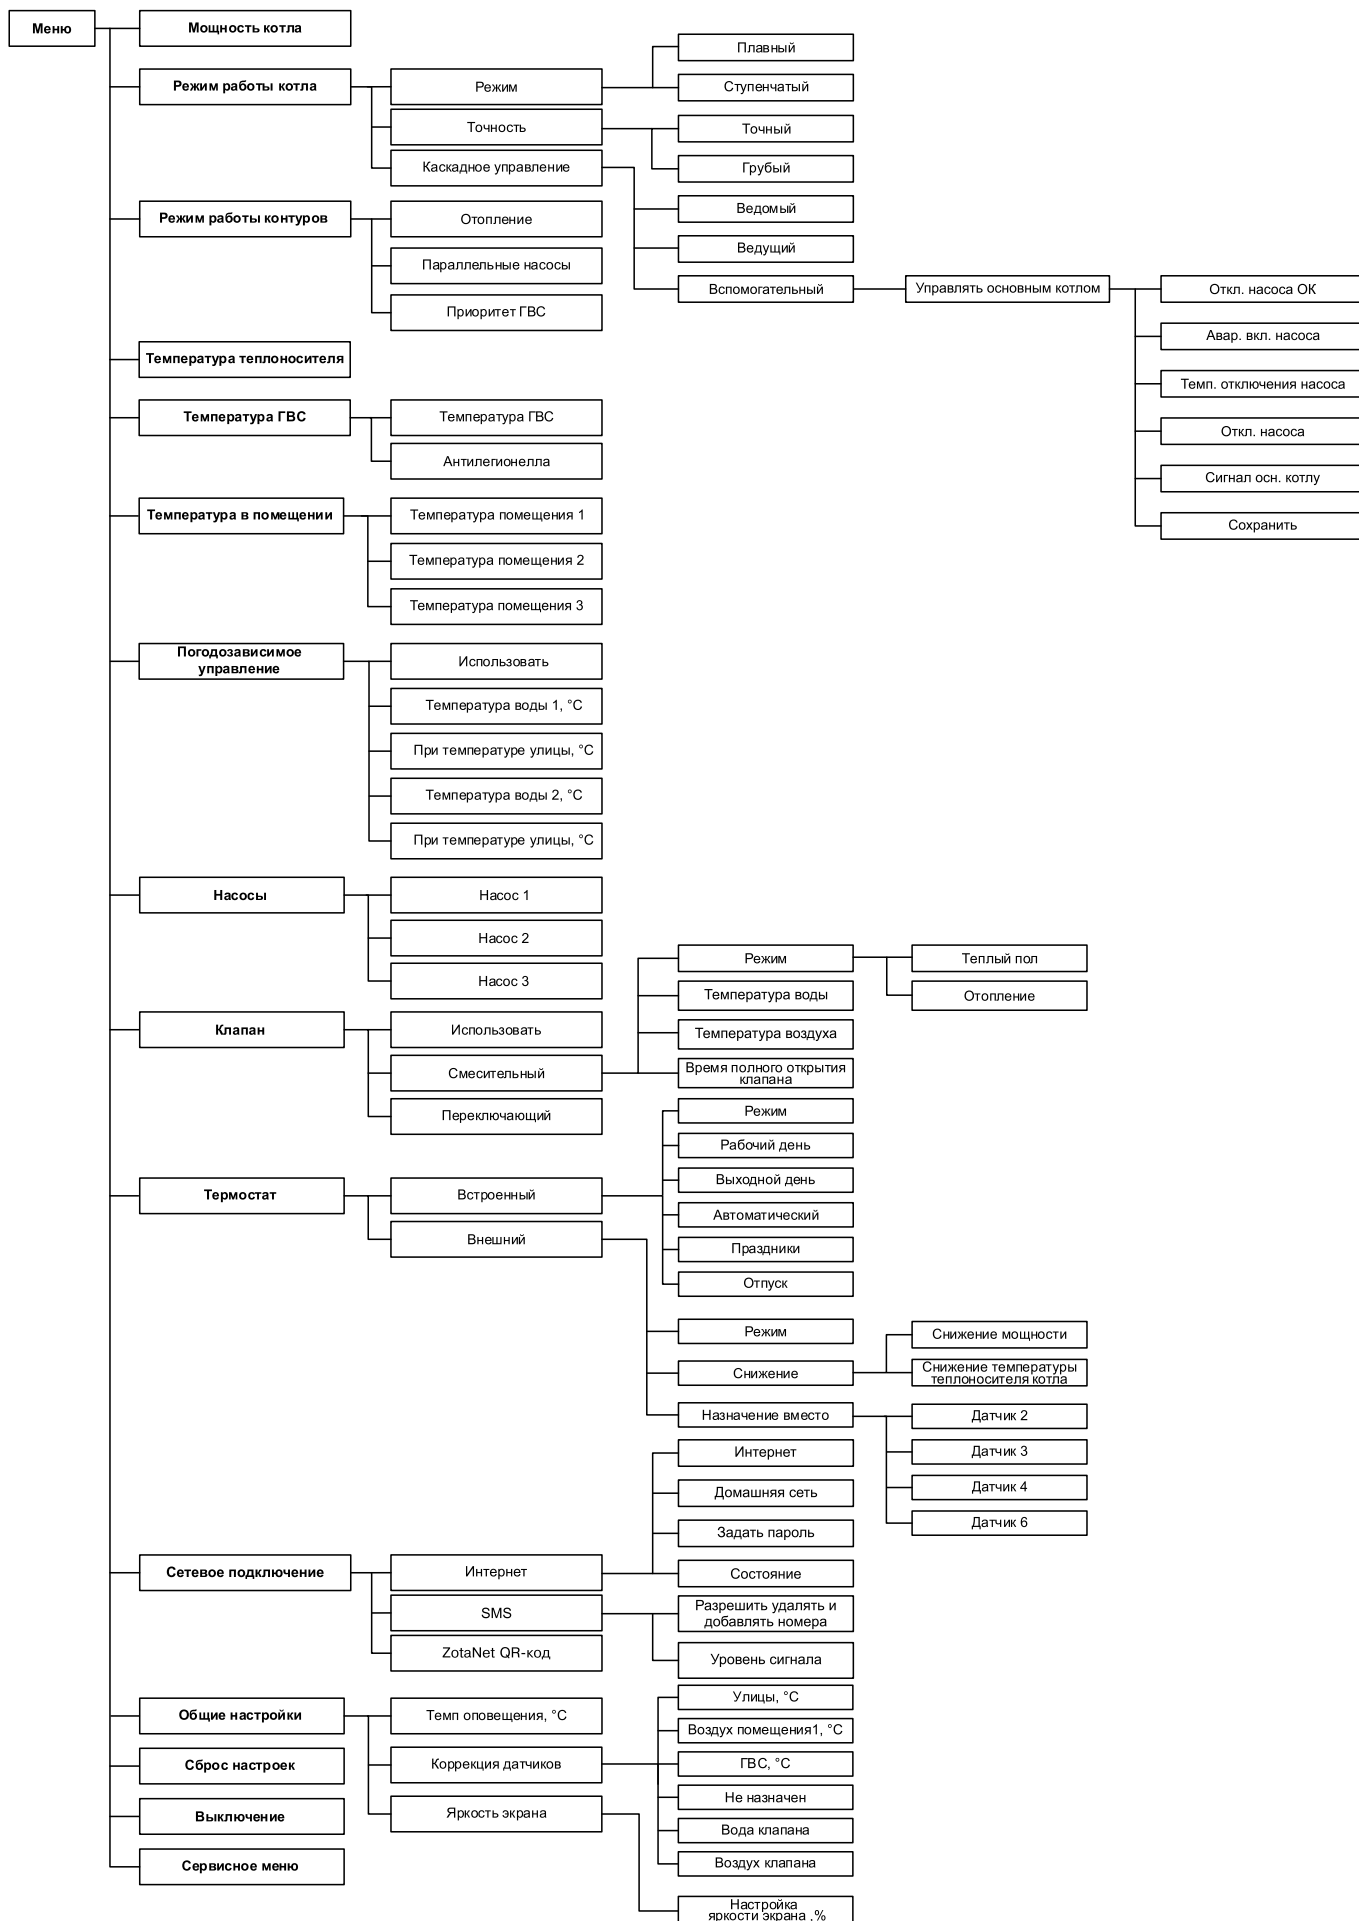 Меню
Мощность котла
Режим работы котла
Режим
Плавный
Ступенчатый
Точность
Точный
Грубый
Каскадное управление
Ведомый
Ведущий
Вспомогательный
Управлять основным котлом
Откл. насоса ОК
Авар. вкл. насоса
Темп. отключения насоса
Откл. насоса
Сигнал осн. котлу
Сохранить
Режим работы контуров
Отопление
Параллельные насосы
Приоритет ГВС
Температура теплоносителя
Температура ГВС
Температура ГВС
Антилегионелла
Температура в помещении
Температура помещения 1
Температура помещения 2
Температура помещения 3
Погодозависимое
управление
Использовать
Температура воды 1, °С
При температуре улицы, °С
Температура воды 2, °С
При температуре улицы, °С
Насосы
Насос 1
Насос 2
Насос 3
Клапан
Использовать
Смесительный
Режим
Теплый пол
Отопление
Температура воды
Температура воздуха
Время полного открытия
клапана
Переключающий
Термостат
Встроенный
Режим
Рабочий день
Выходной день
Автоматический
Праздники
Отпуск
Внешний
Режим
Снижение
Снижение мощности
Снижение температуры
теплоносителя котла
Назначение вместо
Датчик 2
Датчик 3
Датчик 4
Датчик 6
Сетевое подключение
Интернет
Интернет
Домашняя сеть
Задать пароль
Состояние
SMS
Разрешить удалять и
добавлять номера
Уровень сигнала
ZotaNet QR-код
Общие настройки
Темп оповещения, °С
Коррекция датчиков
Улицы, °С
Воздух помещения1, °С
ГВС, °С
Не назначен
Вода клапана
Воздух клапана
Яркость экрана
Настройка
яркости экрана ,%
Сброс настроек
Выключение
Сервисное меню